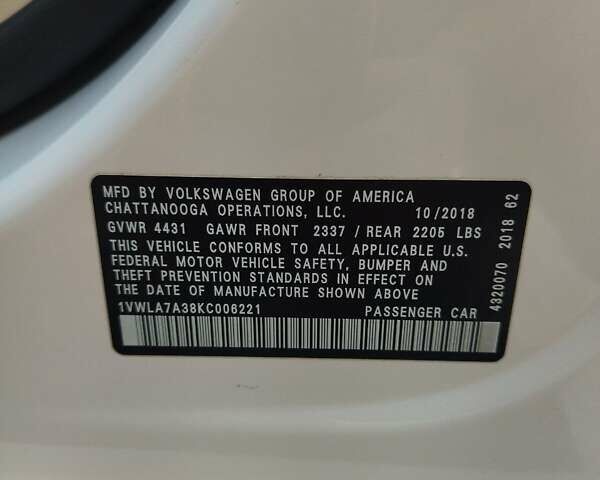 MFD BY VOLKSWAGEN GROUP OF AMERICA
CHATTANOOGA OPERATIONS, LLC. 10/2018
GVWR 4431 GAWR FRONT 2337 / REAR 2205 LBS
THIS VEHICLE CONFORMS TO ALL APPLICABLE U.S.
FEDERAL MOTOR VEHICLE SAFETY, BUMPER AND
THEFT PREVENTION STANDARDS IN EFFECT ON
THE DATE OF MANUFACTURE SHOWN ABOVE
1VWLA7A38KC006221 PASSENGER CAR
4320070 2018 62